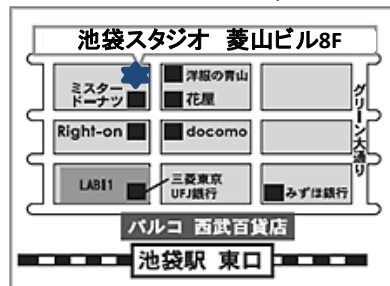 池袋スタジオ 菱山ビル8F
ミスター
ドーナツ
洋服の青山
花屋
グリーン大通り
Right-on
docomo
LABI1
三菱東京
UFJ銀行
みずほ銀行
パルコ 西武百貨店
池袋駅 東口